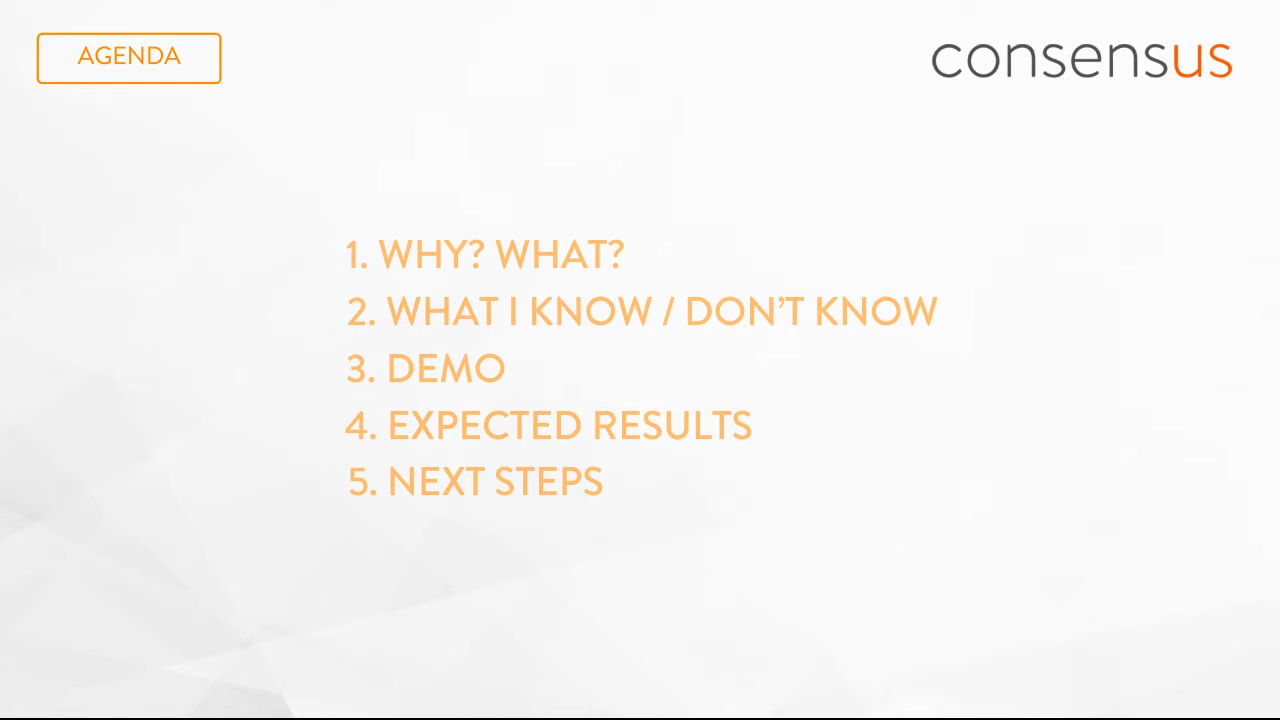 AGENDA
consensus
1. WHY? WHAT?
2. WHAT I KNOW / DON’T KNOW
3. DEMO
4. EXPECTED RESULTS
5. NEXT STEPS